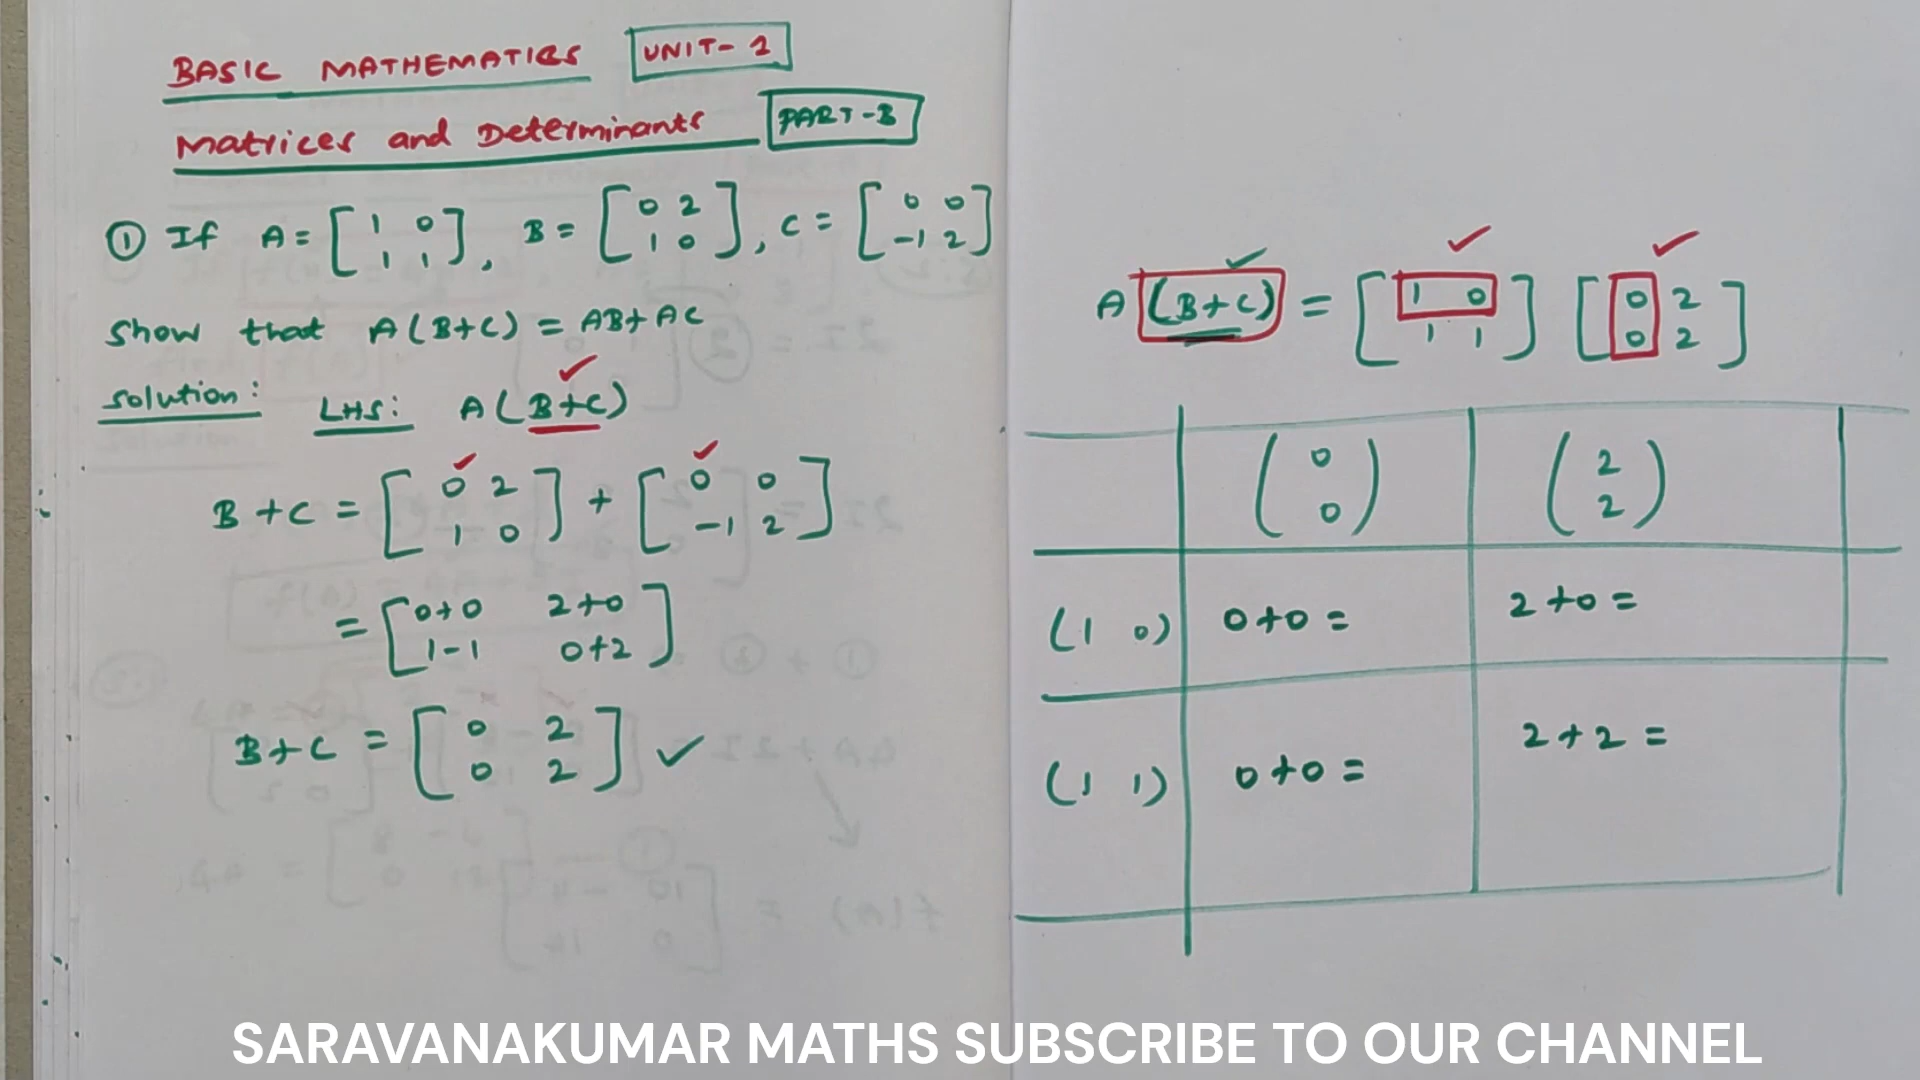 BASIC MATHEMATICS UNIT-1
Matrices and Determinants PART-B
① If A = [ 1 0 1 1 ], B = [ 0 2 1 0 ], C = [ 0 0 -1 2 ]
Show that A(B+C) = AB+AC
Solution: LHS: A(B+C)
B+C = [ 0 2 1 0 ] + [ 0 0 -1 2 ]
= [ 0+0 2+0 1-1 0+2 ]
B+C = [ 0 2 0 2 ] ✓
A (B+C) = [ 1 0 1 1 ] [ 0 2 0 2 ]
( 0 0 ) ( 2 2 )
(1 0) 0+0= 2+0=
(1 1) 0+0= 2+2=
SARAVANAKUMAR MATHS SUBSCRIBE TO OUR CHANNEL